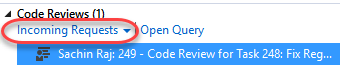 Code Reviews (1)
Incoming Requests Open Query
Sachin Raj: 249 - Code Review for Task 248: Fix Reg...